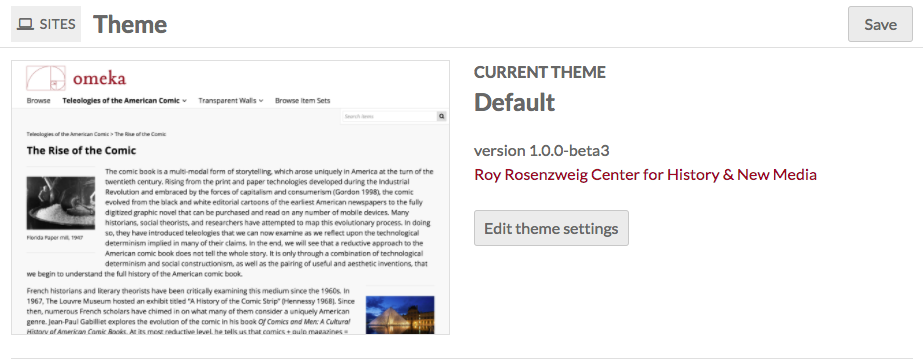 SITES Theme Save
omeka
Browse Teleologies of the American Comic Transparent Walls Browse Item Sets
Search items
Teleologies of the American Comic > The Rise of the Comic
The Rise of the Comic
The comic book is a multi-modal form of storytelling, which arose uniquely in America at the turn of the
twentieth century. Rising from the print and paper technologies developed during the Industrial
Revolution and embraced by the forces of capitalism and consumerism (Gordon 1998), the comic
evolved from the black and white editorial cartoons of the earliest American newspapers to the fully
digitized graphic novel that can be purchased and read on any number of mobile devices. Many
historians, social theorists, and researchers have attempted to map this evolutionary process. In doing
so, they have introduced teleologies that we can now examine as we reflect upon the technological
determinism implied in many of their claims. In the end, we will see that a reductive approach to the
American comic book does not tell the whole story. It is only through a combination of technological
determinism and social constructionism, as well as the pairing of useful and aesthetic inventions, that
we begin to understand the full history of the American comic book.
Florida Paper mill, 1947
French historians and literary theorists have been critically examining this medium since the 1960s. In
1967, The Louvre Museum hosted an exhibit titled "A History of the Comic Strip" (Hennessy 1968). Since
then, numerous French scholars have chimed in on what many of them consider a uniquely American
genre. Jean-Paul Gabilliet explores the evolution of the comic in his book Of Comics and Men: A Cultural
History of American Comic Books. At its most reductive level, he tells us that comics + pulp magazines =
CURRENT THEME
Default
version 1.0.0-beta3
Roy Rosenzweig Center for History & New Media
Edit theme settings